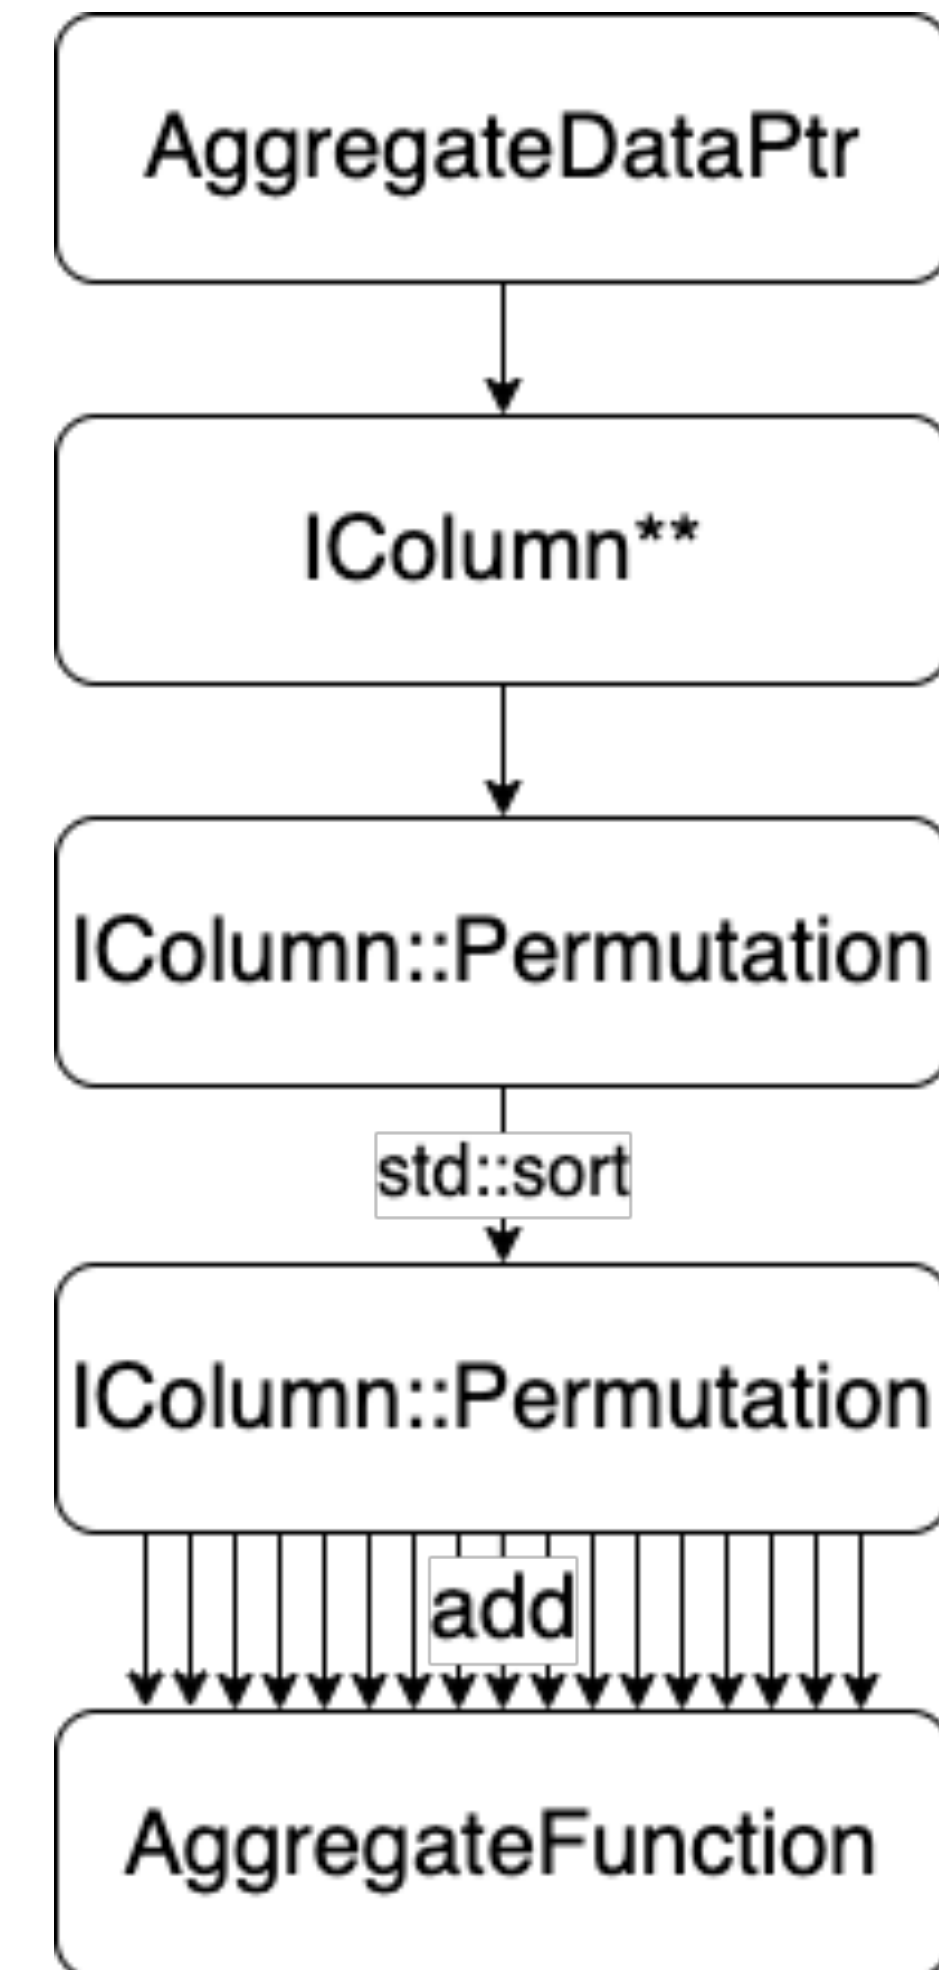 AggregateDataPtr
IColumn**
IColumn::Permutation
std::sort
IColumn::Permutation
add
AggregateFunction